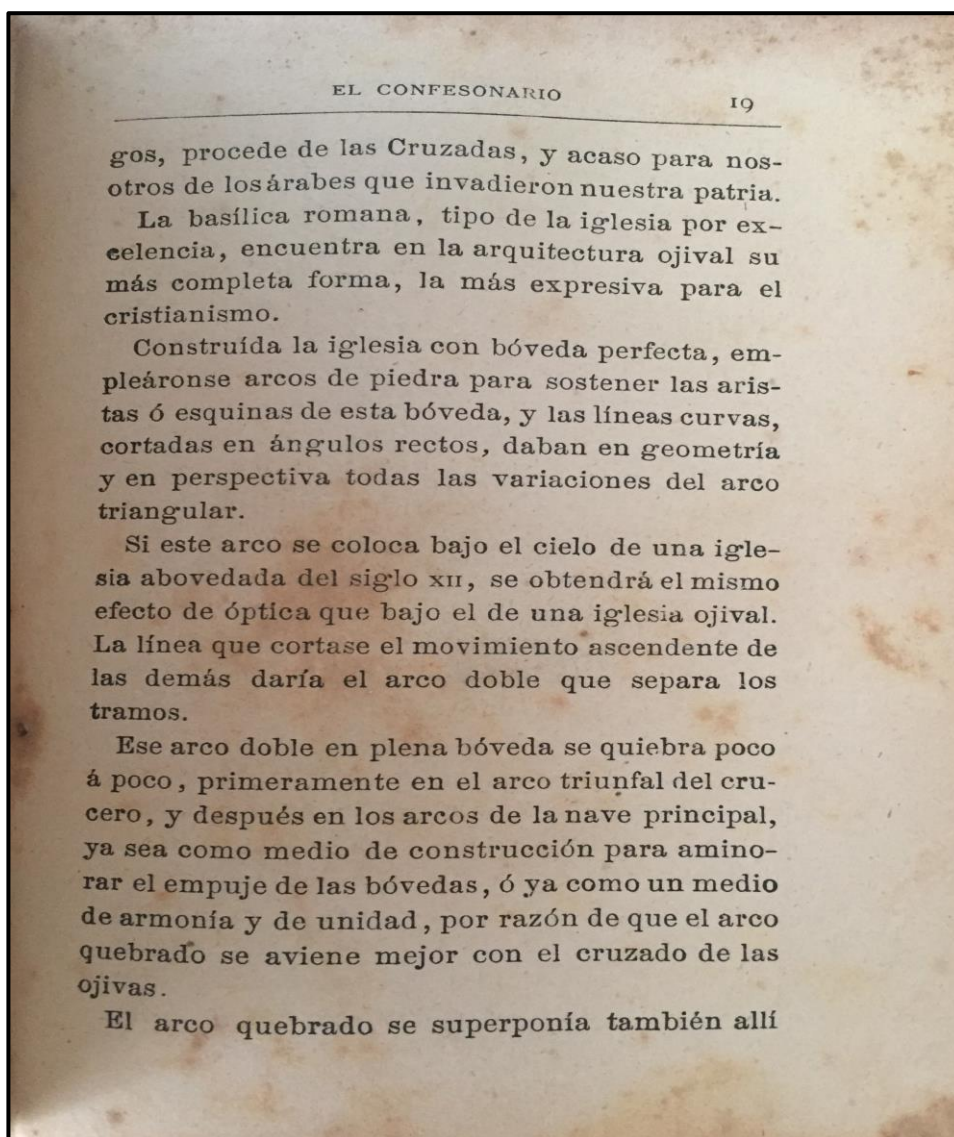 EL CONFESONARIO
19
gos, procede de las Cruzadas, y acaso para nos-
otros de los árabes que invadieron nuestra patria.
La basílica romana, tipo de la iglesia por ex-
celencia, encuentra en la arquitectura ojival su
más completa forma, la más expresiva para el
cristianismo.
Construída la iglesia con bóveda perfecta, em-
pleáronse arcos de piedra para sostener las aris-
tas ó esquinas de esta bóveda, y las líneas curvas,
cortadas en ángulos rectos, daban en geometría
y en perspectiva todas las variaciones del arco
triangular.
Si este arco se coloca bajo el cielo de una igle-
sia abovedada del siglo XII, se obtendrá el mismo
efecto de óptica que bajo el de una iglesia ojival.
La línea que cortase el movimiento ascendente de
las demás daría el arco doble que separa los
tramos.
Ese arco doble en plena bóveda se quiebra poco
á poco, primeramente en el arco triunfal del cru-
cero, y después en los arcos de la nave principal,
ya sea como medio de construcción para amino-
rar el empuje de las bóvedas, ó ya como un medio
de armonía y de unidad, por razón de que el arco
quebrado se aviene mejor con el cruzado de las
ojivas.
El arco quebrado se superponía también allí